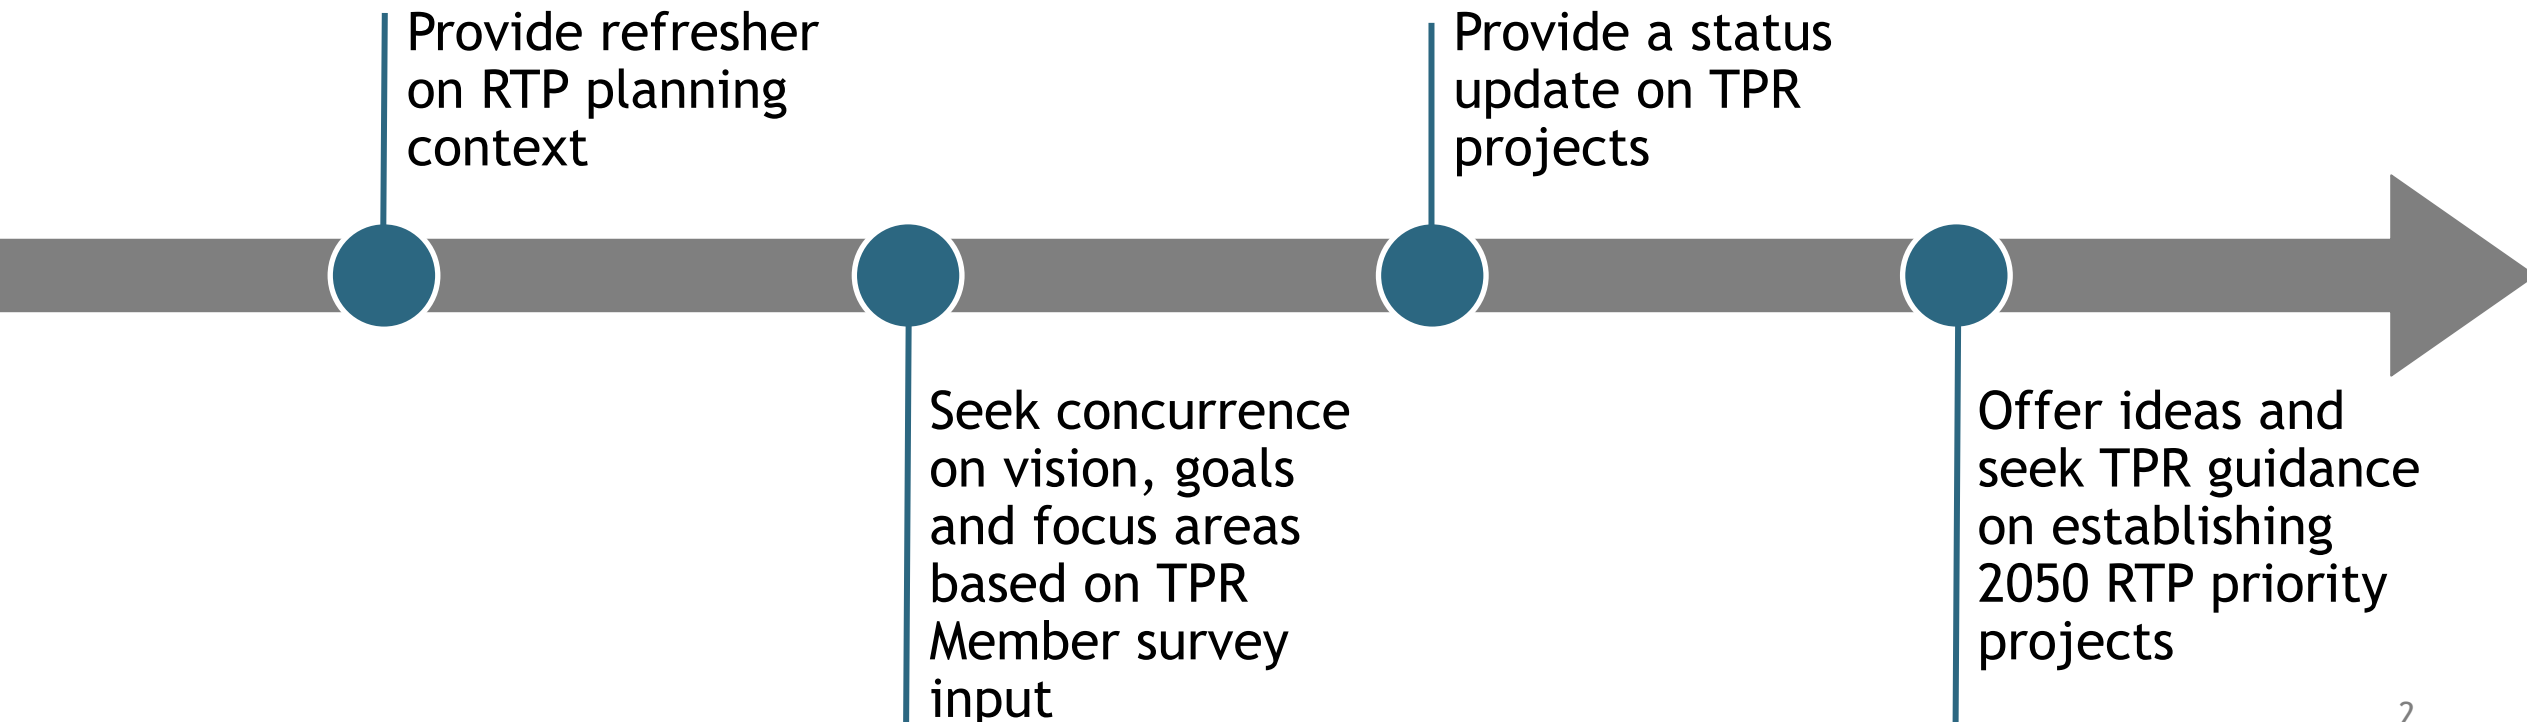 Provide refresher
on RTP planning
context
Seek concurrence
on vision, goals
and focus areas
based on TPR
Member survey
input
Provide a status
update on TPR
projects
Offer ideas and
seek TPR guidance
on establishing
2050 RTP priority
projects
2